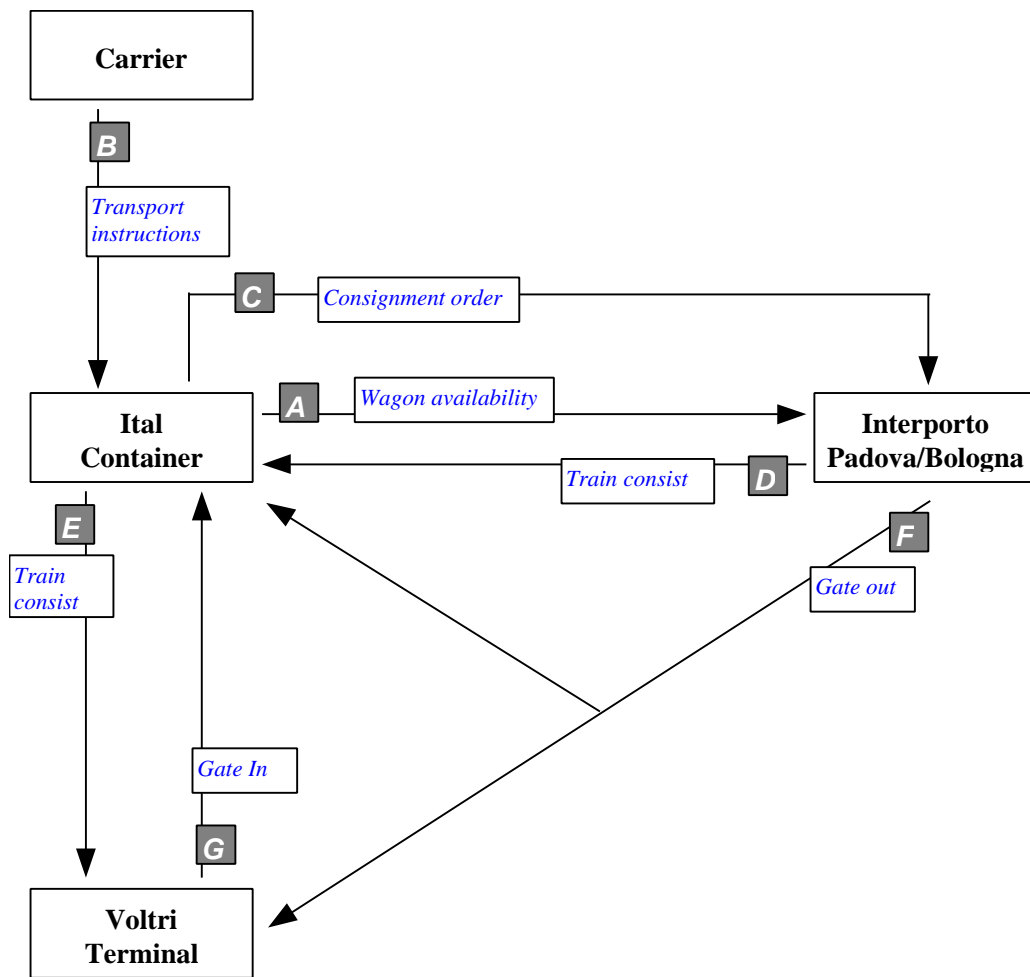 Carrier
B
Transport
instructions
C
Consignment order
A
Wagon availability
Ital
Container
Interporto
Padova/Bologna
Train consist
D
E
F
Train
consist
Gate out
Gate In
G
Voltri
Terminal